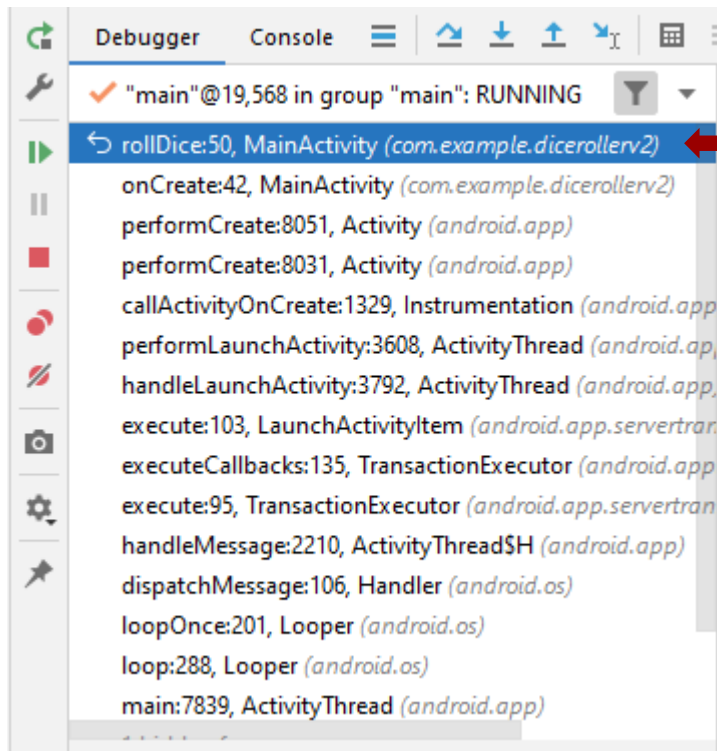 Debugger Console
"main"@19,568 in group "main": RUNNING
rollDice:50, MainActivity (com.example.dicerollerv2)
onCreate:42, MainActivity (com.example.dicerollerv2)
performCreate:8051, Activity (android.app)
performCreate:8031, Activity (android.app)
callActivityOnCreate:1329, Instrumentation (android.app
performLaunchActivity:3608, ActivityThread (android.ap
handleLaunchActivity:3792, ActivityThread (android.app
execute:103, LaunchActivityItem (android.app.servertran
executeCallbacks:135, TransactionExecutor (android.app
execute:95, TransactionExecutor (android.app.servertran
handleMessage:2210, ActivityThread$H (android.app)
dispatchMessage:106, Handler (android.os)
loopOnce:201, Looper (android.os)
loop:288, Looper (android.os)
main:7839, ActivityThread (android.app)